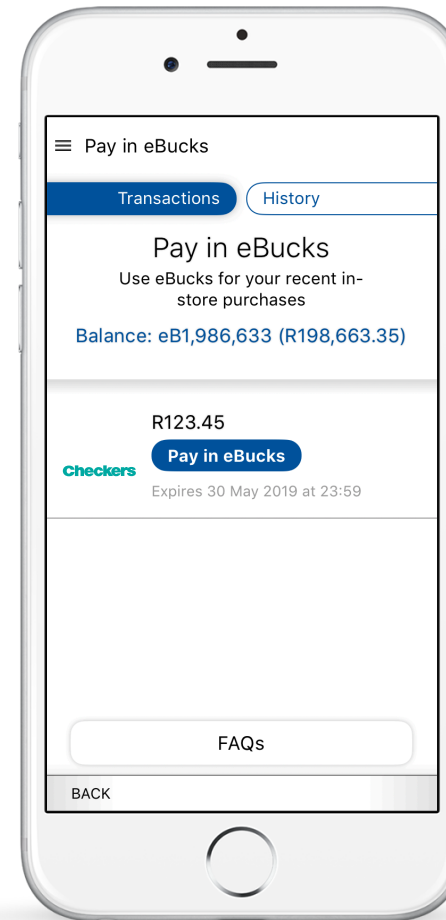 Pay in eBucks
Transactions
History
Pay in eBucks
Use eBucks for your recent in-
store purchases
Balance: eB1,986,633 (R198,663.35)
R123.45
Checkers
Pay in eBucks
Expires 30 May 2019 at 23:59
FAQs
BACK